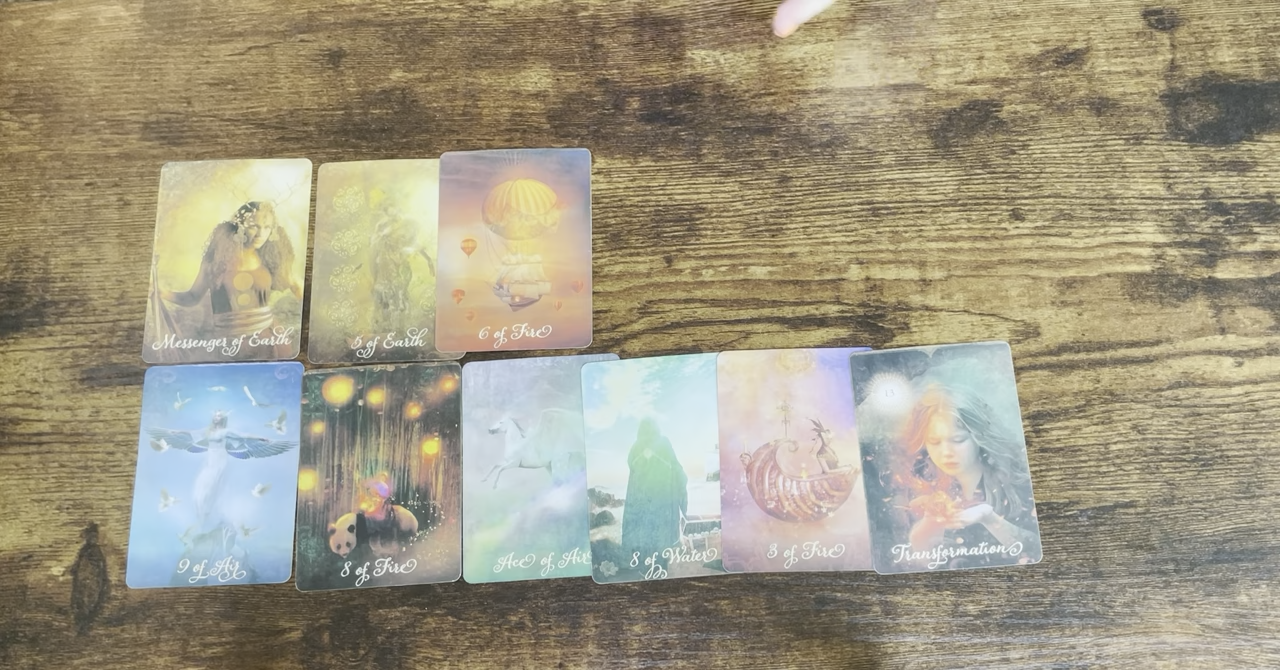 Messenger of Earth
5 of Earth
6 of Fire
9 of Air
8 of Fire
Ace of Air
8 of Water
3 of Fire
13
Transformation